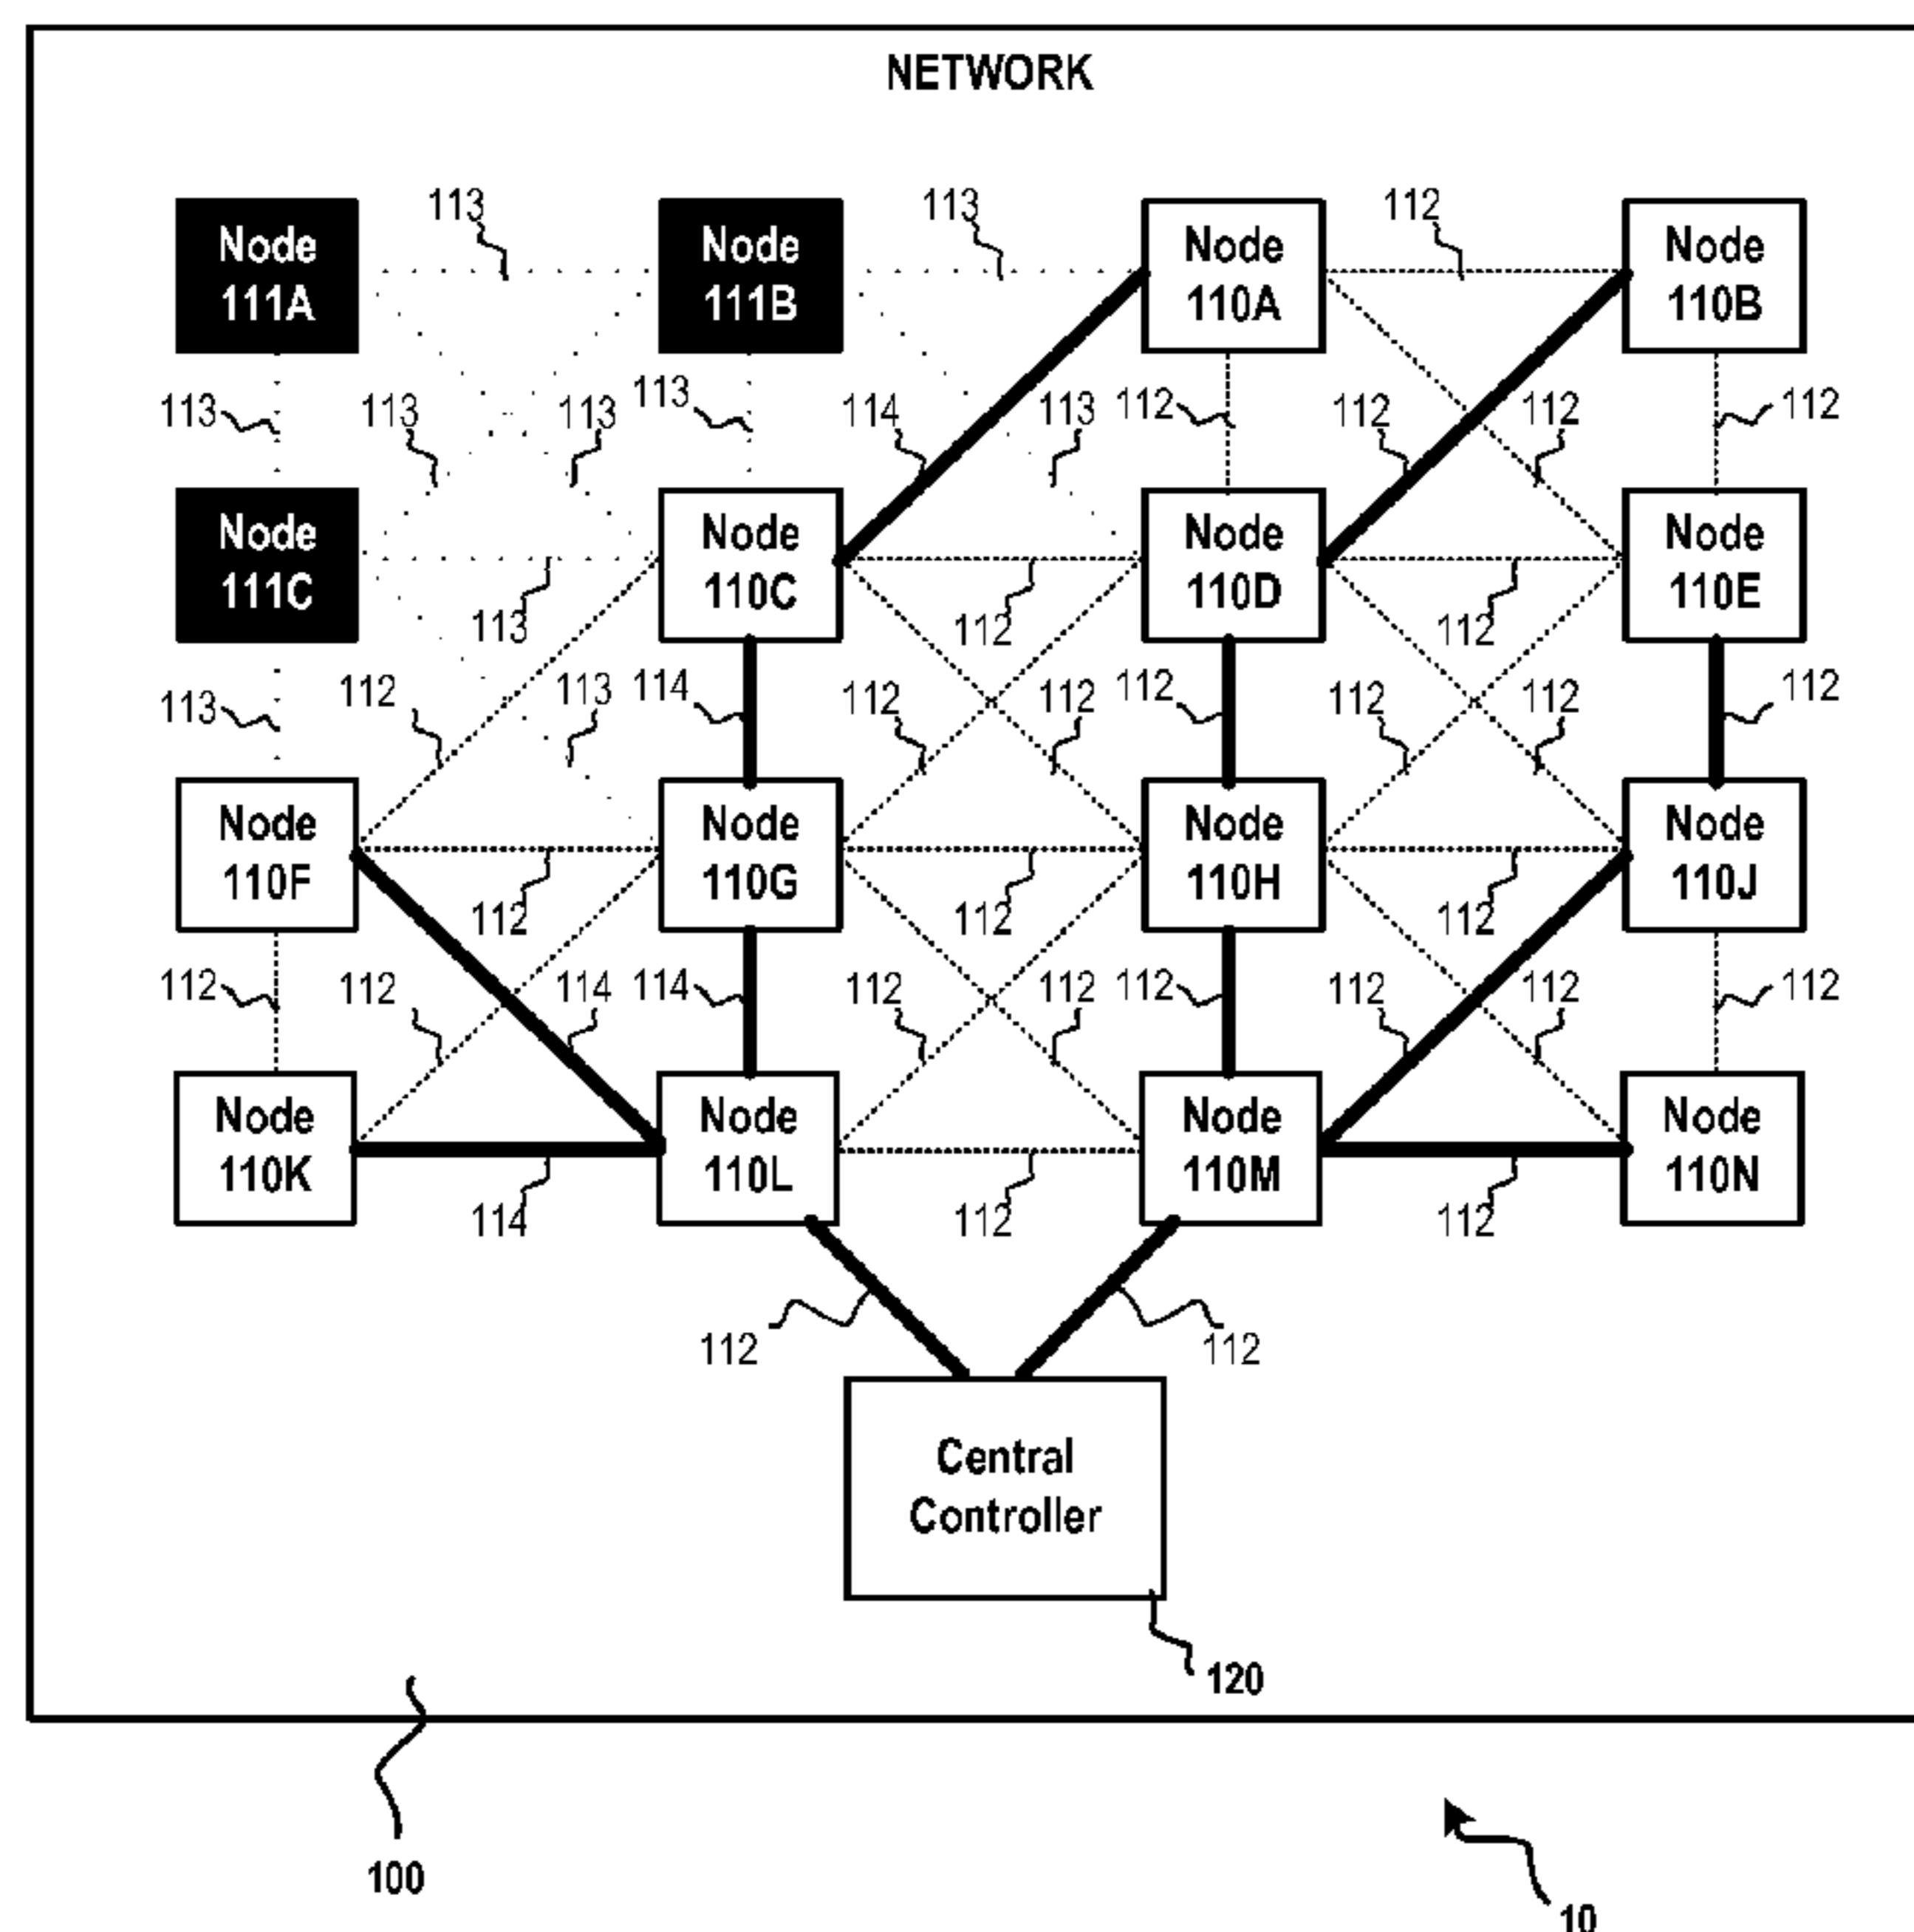 NETWORK
113 113 112
Node Node Node Node
111A 111B 110A 110B
113 113 113 113 114 113 112 112 112 112
Node Node Node Node
111C 110C 110D 110E
113 112 112
113 112 113 114 112 112 112 112 112 112
Node Node Node Node
110F 110G 110H 110J
112 112 112
112 112 114 114 112 112 112 112 112 112
Node Node Node Node
110K 110L 110M 110N
114 112 112
112 112
Central
Controller
120
100
10